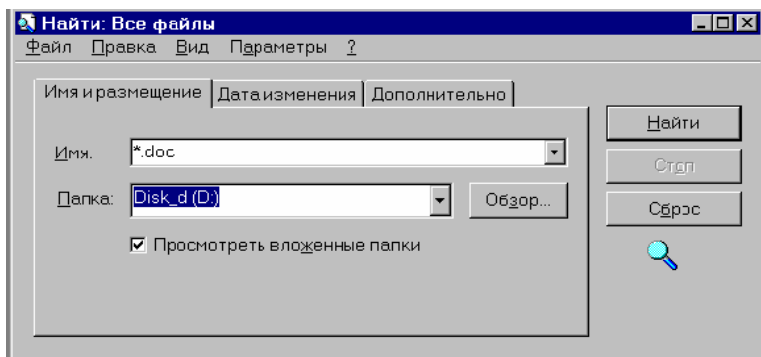 Найти: Все файлы
Файл Правка Вид Параметры ?
Имя и размещение Дата изменения Дополнительно
Найти
Имя. *.doc
Стоп
Папка: Disk_d (D:) Обзор...
Сброс
Просмотреть вложенные папки